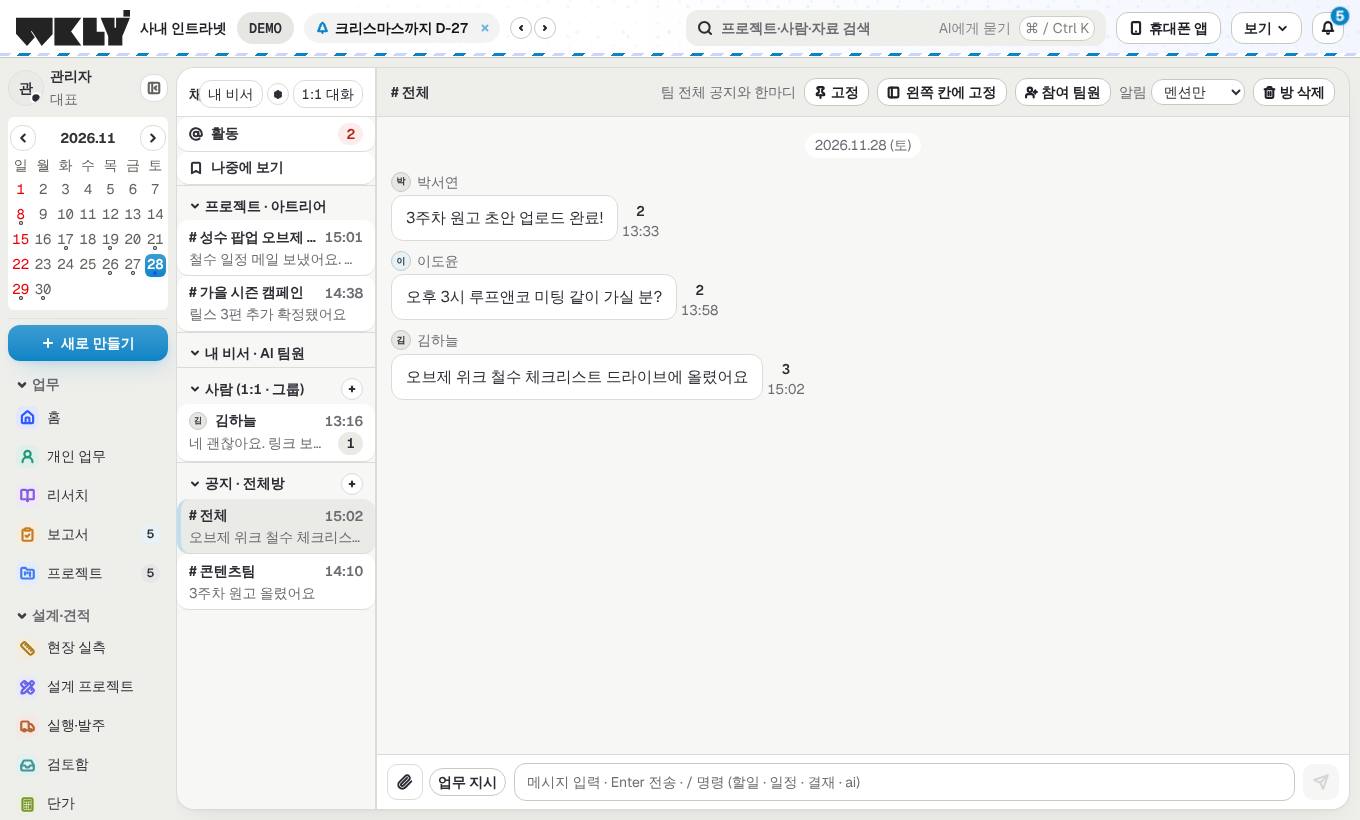 WKLY 사내 인트라넷 DEMO 크리스마스까지 D-27 × 프로젝트·사람·자료 검색 AI에게 묻기 ⌘ / Ctrl K 휴대폰 앱 보기 5
관 관리자
대표
2026.11
일 월 화 수 목 금 토
1 2 3 4 5 6 7
8 9 10 11 12 13 14
15 16 17 18 19 20 21
22 23 24 25 26 27 28
29 30
+ 새로 만들기
업무
홈
개인 업무
리서치
보고서 5
프로젝트 5
설계·견적
현장 실측
설계 프로젝트
실행·발주
검토함
단가
내 비서 1:1 대화
활동 2
나중에 보기
프로젝트 · 아트리어
# 성수 팝업 오브제 ... 15:01
철수 일정 메일 보냈어요. ...
# 가을 시즌 캠페인 14:38
릴스 3편 추가 확정됐어요
내 비서 · AI 팀원
사람 (1:1 · 그룹) +
김 김하늘 13:16
네 괜찮아요. 링크 보... 1
공지 · 전체방 +
# 전체 15:02
오브제 위크 철수 체크리스...
# 콘텐츠팀 14:10
3주차 원고 올렸어요
# 전체 팀 전체 공지와 한마디 고정 왼쪽 칸에 고정 참여 팀원 알림 멘션만 방 삭제
2026.11.28 (토)
박 박서연
3주차 원고 초안 업로드 완료! 2
13:33
이 이도윤
오후 3시 루프앤코 미팅 같이 가실 분? 2
13:58
김 김하늘
오브제 위크 철수 체크리스트 드라이브에 올렸어요 3
15:02
업무 지시 메시지 입력 · Enter 전송 · / 명령 (할일 · 일정 · 결재 · ai)